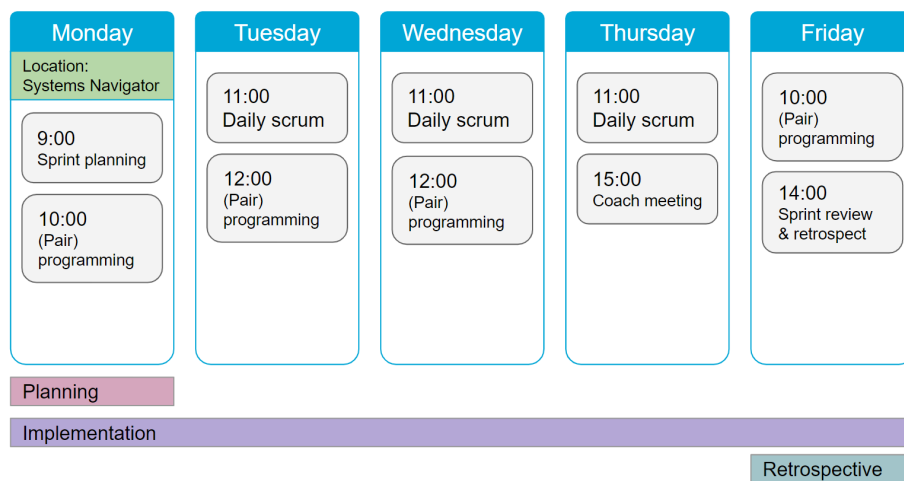 Monday
Location:
Systems Navigator
9:00
Sprint planning
10:00
(Pair)
programming
Tuesday
11:00
Daily scrum
12:00
(Pair)
programming
Wednesday
11:00
Daily scrum
12:00
(Pair)
programming
Thursday
11:00
Daily scrum
15:00
Coach meeting
Friday
10:00
(Pair)
programming
14:00
Sprint review
& retrospect
Planning
Implementation
Retrospective